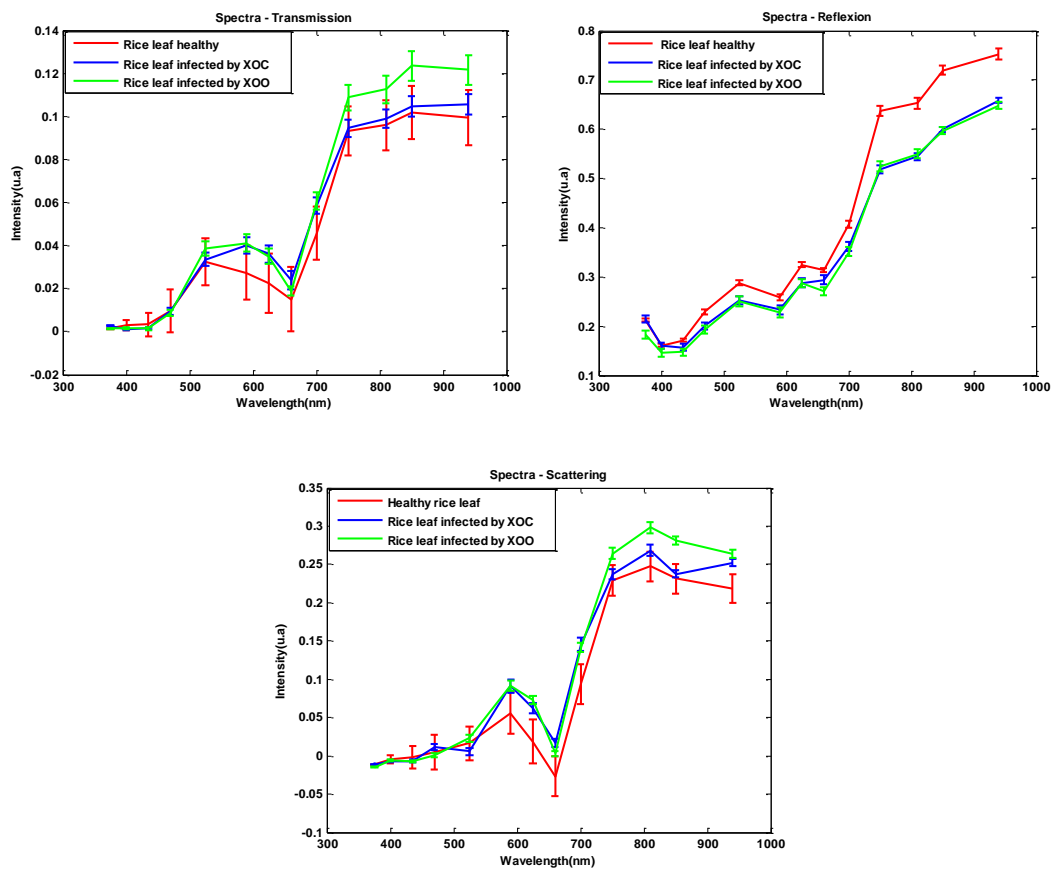 Spectra - Transmission
0.14
0.12
0.1
0.08
0.06
0.04
0.02
0
-0.02
Intensity(u.a)
Rice leaf healthy
Rice leaf infected by XOC
Rice leaf infected by XOO
300 400 500 600 700 800 900 1000
Wavelength(nm)
Spectra - Reflexion
0.8
0.7
0.6
0.5
0.4
0.3
0.2
0.1
Intensity(u.a)
Rice leaf healthy
Rice leaf infected by XOC
Rice leaf infected by XOO
300 400 500 600 700 800 900 1000
Wavelength(nm)
Spectra - Scattering
0.35
0.3
0.25
0.2
0.15
0.1
0.05
0
-0.05
-0.1
Intensity(u.a)
Healthy rice leaf
Rice leaf infected by XOC
Rice leaf infected by XOO
300 400 500 600 700 800 900 1000
Wavelength(nm)